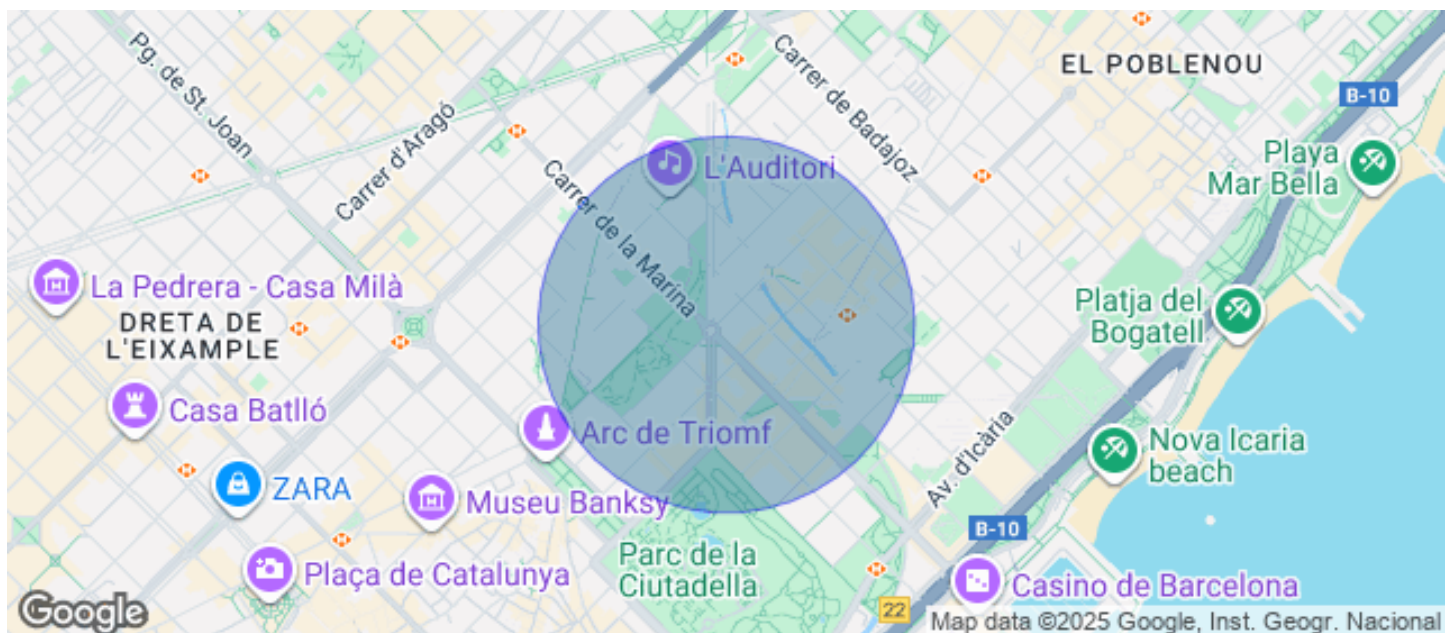 Pg. de St. Joan
Carrer d'Aragó
Carrer de Badajoz
EL POBLENOU
B-10
Playa
Mar Bella
L'Auditori
Carrer de la Marina
La Pedrera - Casa Milà
DRETA DE
L'EIXAMPLE
Platja del
Bogatell
Casa Batlló
Arc de Triomf
Av. d'Icària
Nova Icaria
beach
ZARA
Museu Banksy
B-10
Parc de la
Ciutadella
Plaça de Catalunya
Casino de Barcelona
22
Google
Map data ©2025 Google, Inst. Geogr. Nacional